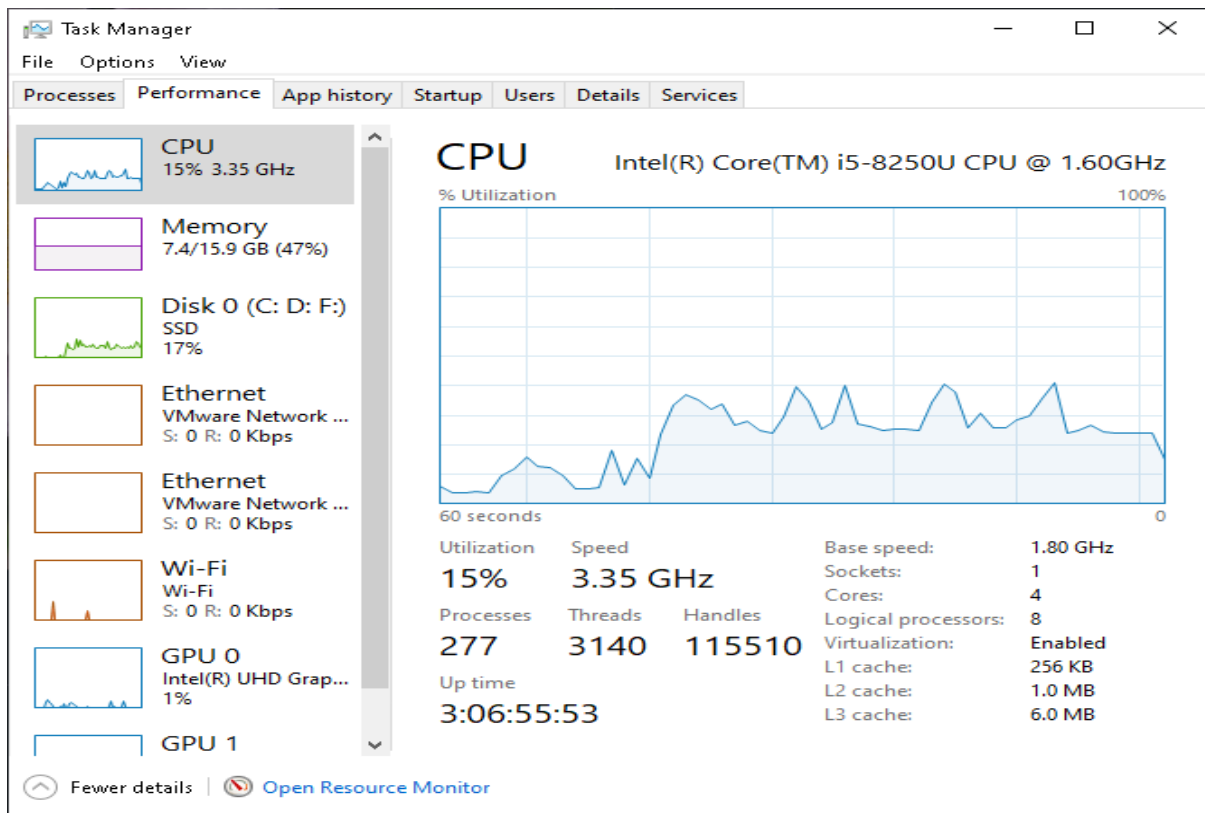 Task Manager
File Options View
Processes Performance App history Startup Users Details Services
CPU
15% 3.35 GHz
Memory
7.4/15.9 GB (47%)
Disk 0 (C: D: F:)
SSD
17%
Ethernet
VMware Network ...
S: 0 R: 0 Kbps
Ethernet
VMware Network ...
S: 0 R: 0 Kbps
Wi-Fi
Wi-Fi
S: 0 R: 0 Kbps
GPU 0
Intel(R) UHD Grap...
1%
GPU 1
CPU Intel(R) Core(TM) i5-8250U CPU @ 1.60GHz
% Utilization 100%
60 seconds 0
Utilization Speed
15% 3.35 GHz
Processes Threads Handles
277 3140 115510
Up time
3:06:55:53
Base speed: 1.80 GHz
Sockets: 1
Cores: 4
Logical processors: 8
Virtualization: Enabled
L1 cache: 256 KB
L2 cache: 1.0 MB
L3 cache: 6.0 MB
Fewer details Open Resource Monitor